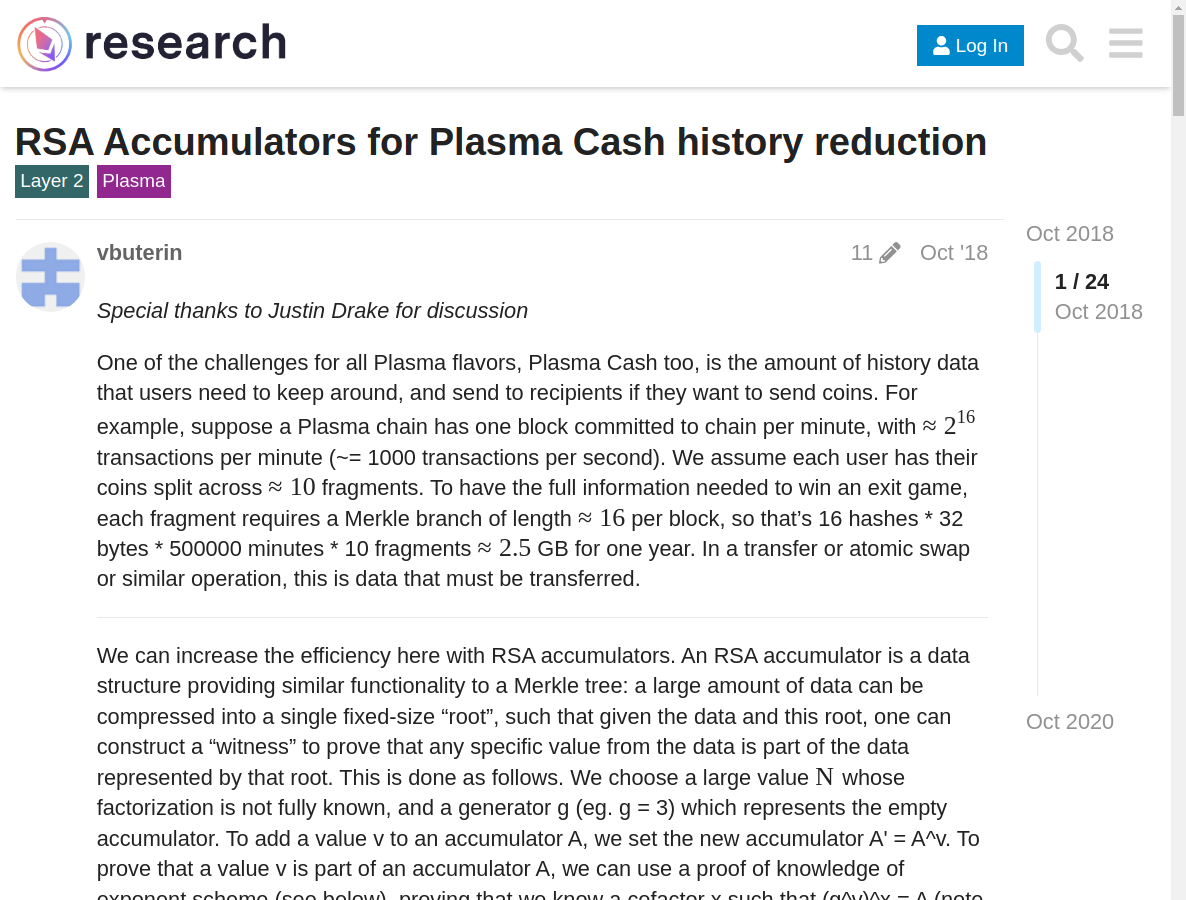 research
Log In
RSA Accumulators for Plasma Cash history reduction
Layer 2 Plasma
vbuterin 11 Oct '18
Oct 2018
1 / 24
Oct 2018
Oct 2020
Special thanks to Justin Drake for discussion
One of the challenges for all Plasma flavors, Plasma Cash too, is the amount of history data
that users need to keep around, and send to recipients if they want to send coins. For
example, suppose a Plasma chain has one block committed to chain per minute, with ≈ 2^16
transactions per minute (~= 1000 transactions per second). We assume each user has their
coins split across ≈ 10 fragments. To have the full information needed to win an exit game,
each fragment requires a Merkle branch of length ≈ 16 per block, so that’s 16 hashes * 32
bytes * 500000 minutes * 10 fragments ≈ 2.5 GB for one year. In a transfer or atomic swap
or similar operation, this is data that must be transferred.
We can increase the efficiency here with RSA accumulators. An RSA accumulator is a data
structure providing similar functionality to a Merkle tree: a large amount of data can be
compressed into a single fixed-size “root”, such that given the data and this root, one can
construct a “witness” to prove that any specific value from the data is part of the data
represented by that root. This is done as follows. We choose a large value N whose
factorization is not fully known, and a generator g (eg. g = 3) which represents the empty
accumulator. To add a value v to an accumulator A, we set the new accumulator A' = A^v. To
prove that a value v is part of an accumulator A, we can use a proof of knowledge of
exponent scheme (see below), proving that we know a cofactor x such that (g^v)^x = A (note